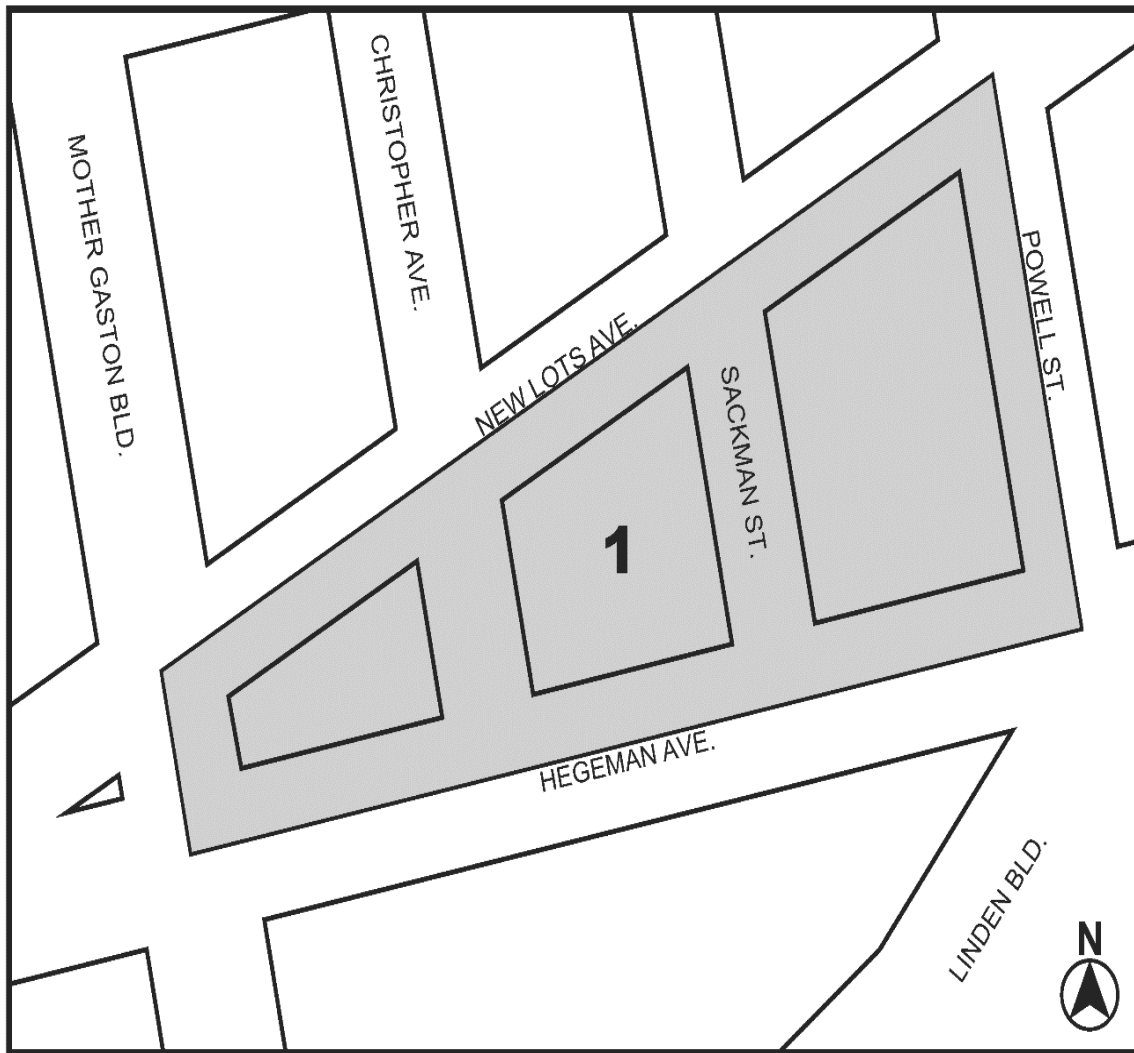 CHRISTOPHER AVE.
MOTHER GASTON BLD.
POWELL ST.
NEW LOTS AVE.
SACKMAN ST.
1
HEGEMAN AVE.
LINDEN BLD.
N